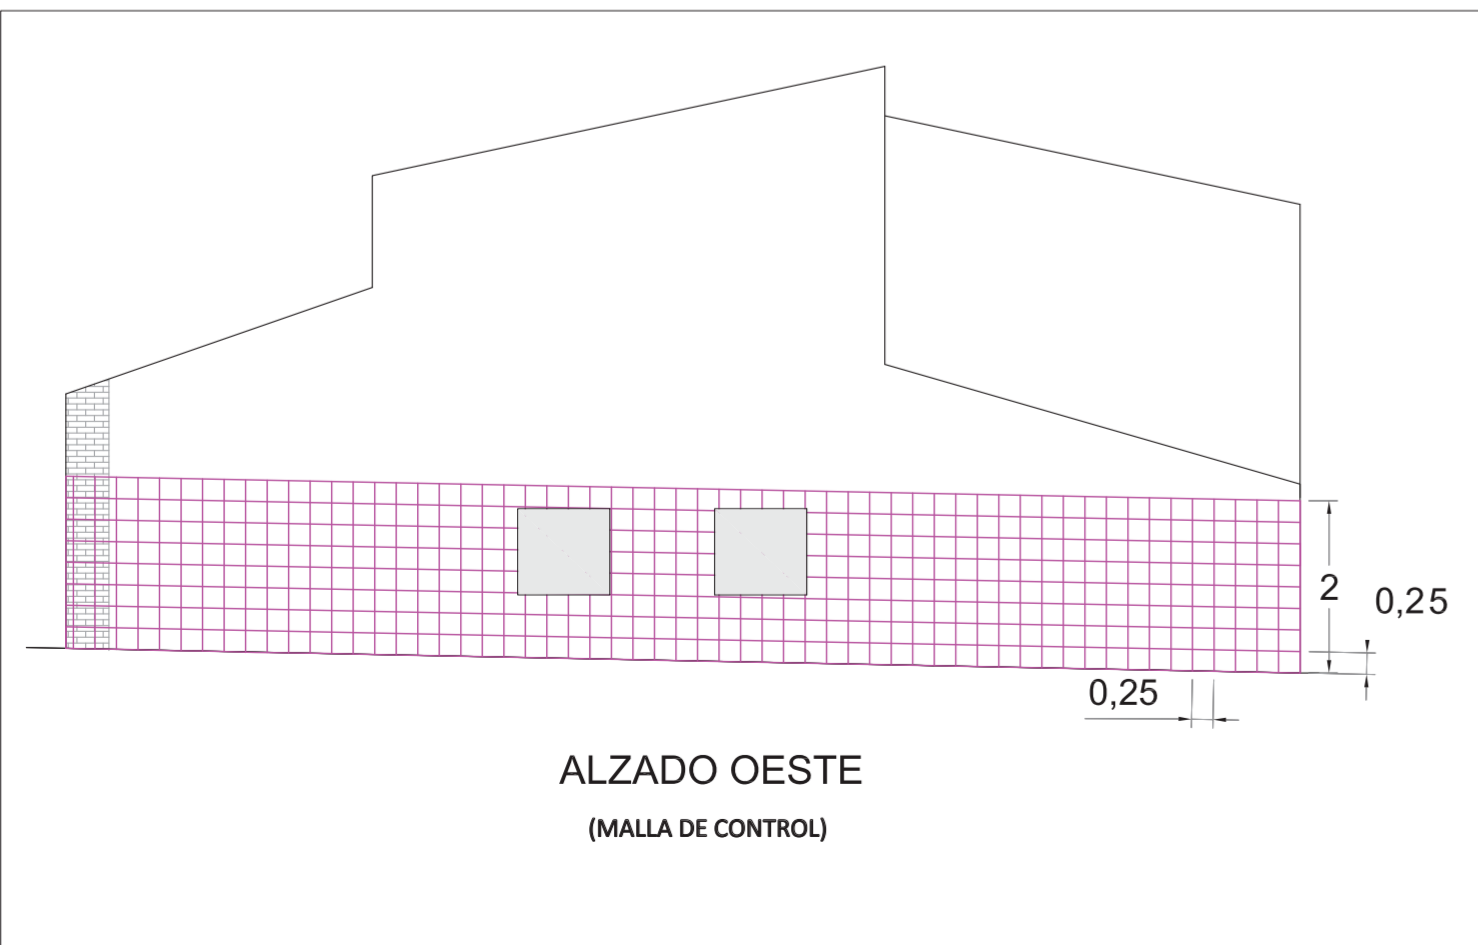 2
0,25
0,25
ALZADO OESTE
(MALLA DE CONTROL)